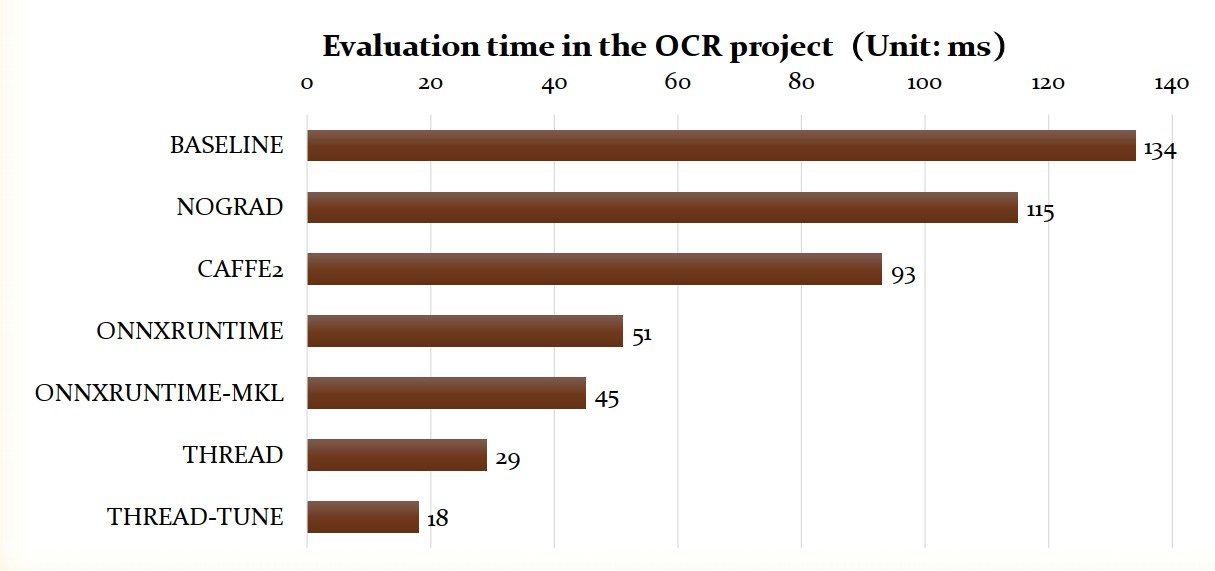 Evaluation time in the OCR project (Unit: ms)
0 20 40 60 80 100 120 140
BASELINE 134
NOGRAD 115
CAFFE2 93
ONNXRUNTIME 51
ONNXRUNTIME-MKL 45
THREAD 29
THREAD-TUNE 18